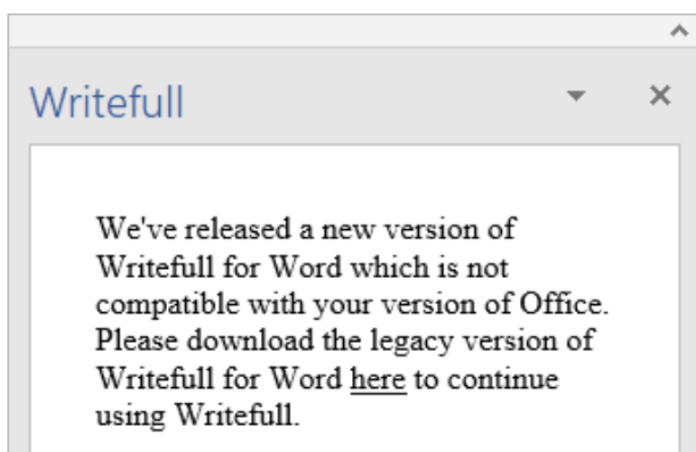 Writefull
We've released a new version of
Writefull for Word which is not
compatible with your version of Office.
Please download the legacy version of
Writefull for Word here to continue
using Writefull.